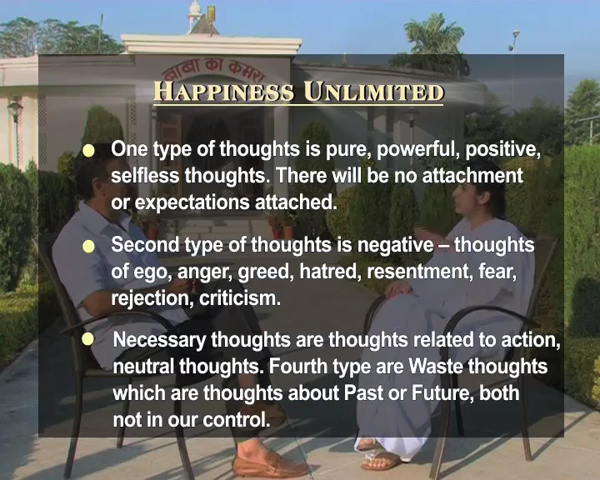 बाबा का कमरा
HAPPINESS UNLIMITED
One type of thoughts is pure, powerful, positive,
selfless thoughts. There will be no attachment
or expectations attached.
Second type of thoughts is negative – thoughts
of ego, anger, greed, hatred, resentment, fear,
rejection, criticism.
Necessary thoughts are thoughts related to action,
neutral thoughts. Fourth type are Waste thoughts
which are thoughts about Past or Future, both
not in our control.